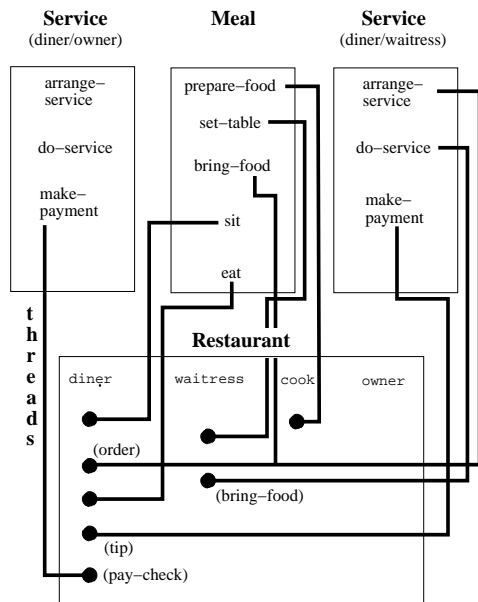 Service
(diner/owner)
Meal
Service
(diner/waitress)
arrange–
service
do–service
make–
payment
prepare–food
set–table
bring–food
sit
eat
arrange–
service
do–service
make–
payment
threads
Restaurant
diner
waitress
cook
owner
(order)
(bring–food)
(tip)
(pay–check)